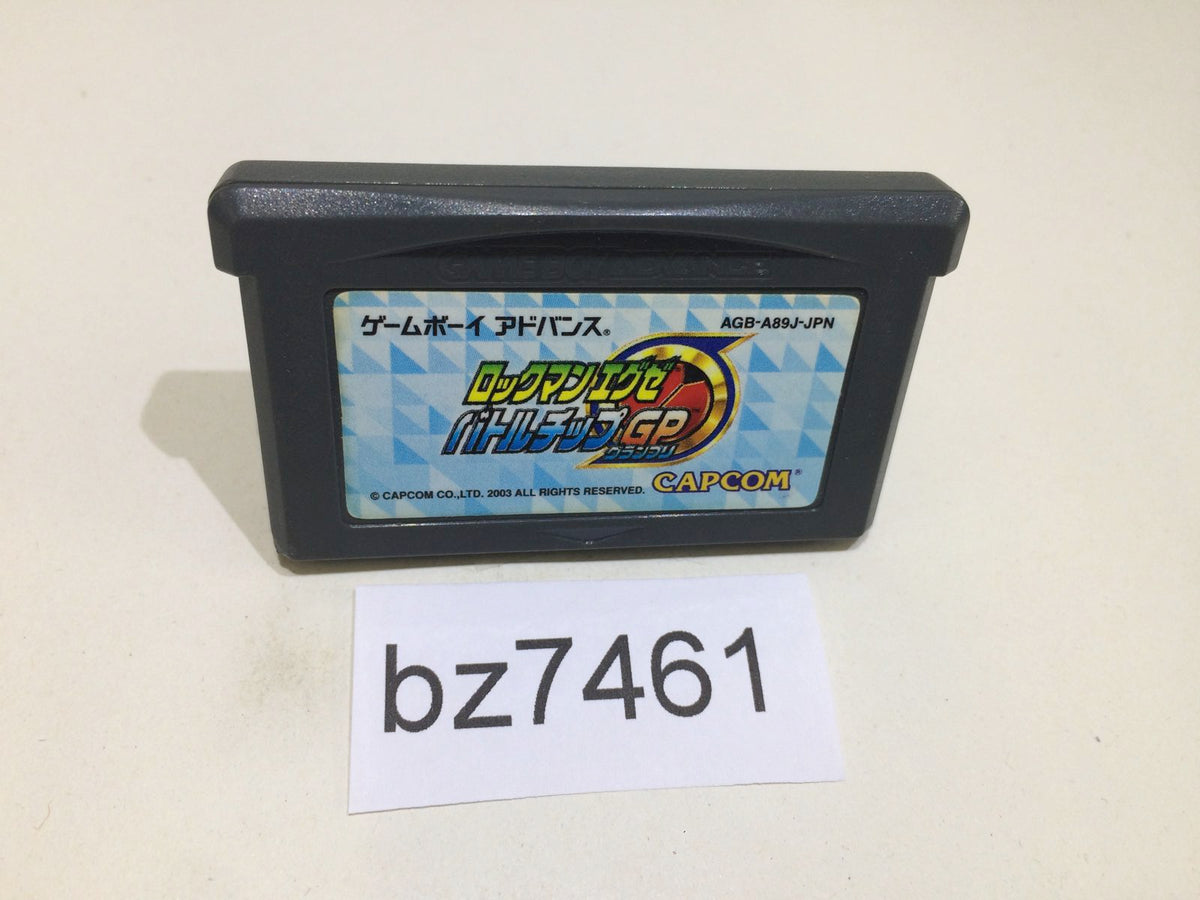 GAME BOY ADVANCE
ゲームボーイ アドバンス® AGB-A89J-JPN
ロックマンエグゼ
バトルチップGP
グランプリ
© CAPCOM CO.,LTD. 2003 ALL RIGHTS RESERVED. CAPCOM®
bz7461